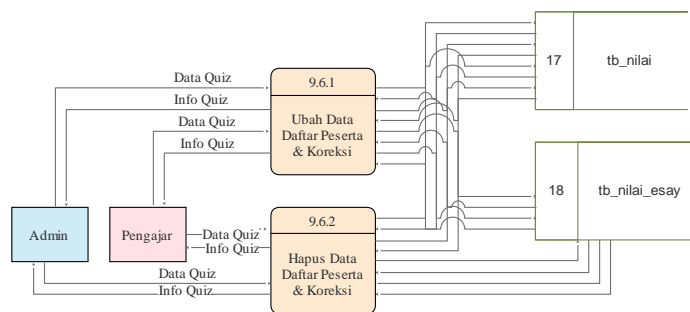 Data Quiz
Info Quiz
Data Quiz
Info Quiz
9.6.1
Ubah Data
Daftar Peserta
& Koreksi
17
tb_nilai
18
tb_nilai_esay
Admin
Pengajar
Data Quiz
Info Quiz
Data Quiz
Info Quiz
9.6.2
Hapus Data
Daftar Peserta
& Koreksi